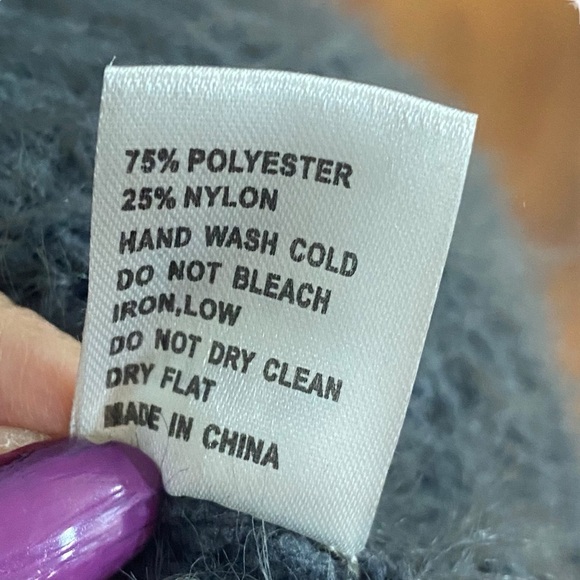 75% POLYESTER
25% NYLON
HAND WASH COLD
DO NOT BLEACH
IRON,LOW
DO NOT DRY CLEAN
DRY FLAT
MADE IN CHINA